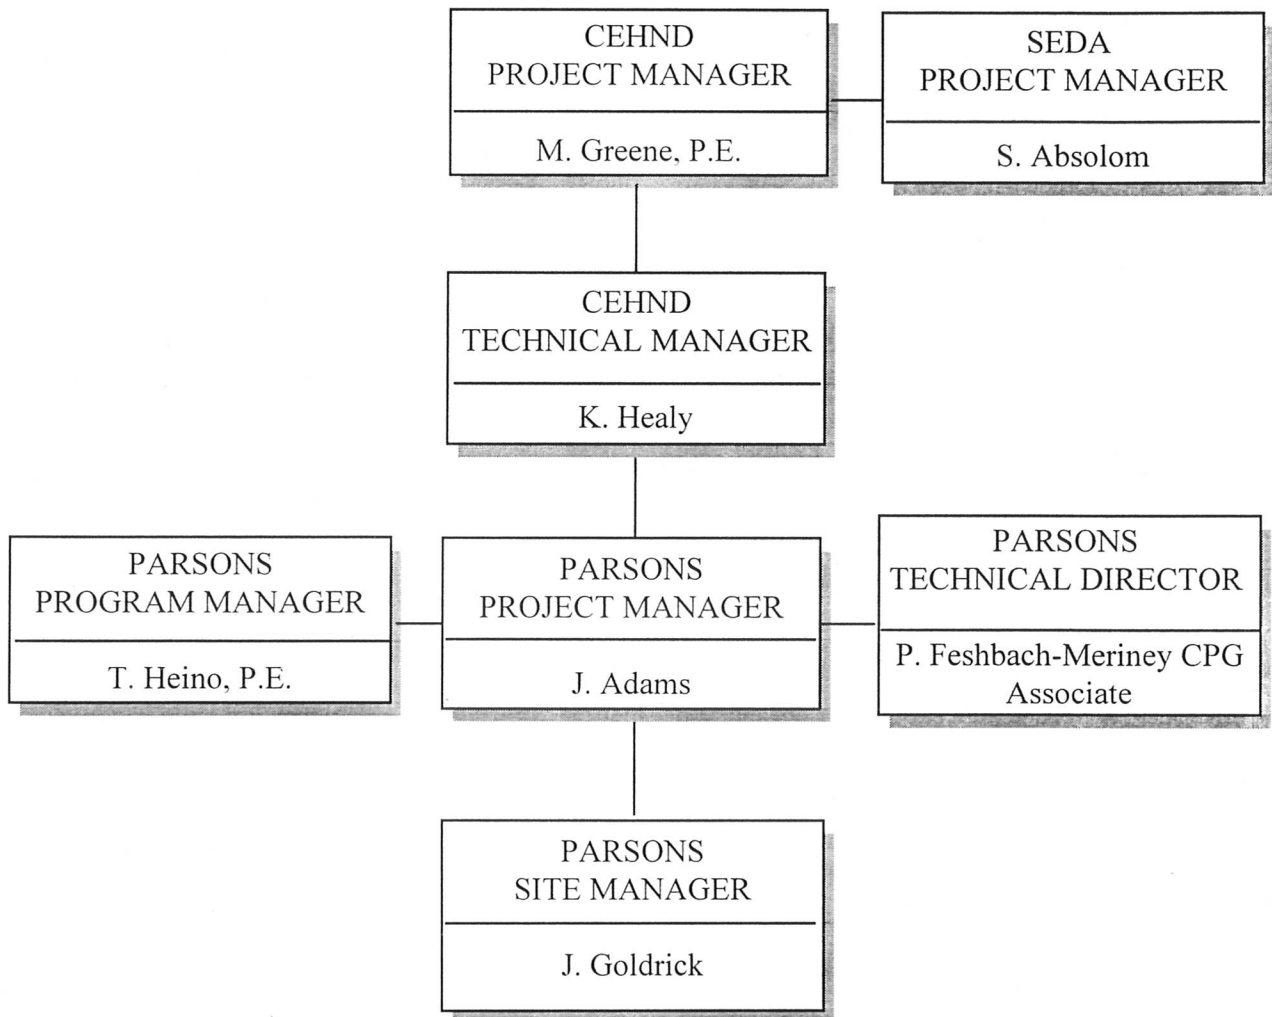 CEHND
PROJECT MANAGER
M. Greene, P.E.
SEDA
PROJECT MANAGER
S. Absolom
CEHND
TECHNICAL MANAGER
K. Healy
PARSONS
PROGRAM MANAGER
T. Heino, P.E.
PARSONS
PROJECT MANAGER
J. Adams
PARSONS
TECHNICAL DIRECTOR
P. Feshbach-Meriney CPG
Associate
PARSONS
SITE MANAGER
J. Goldrick